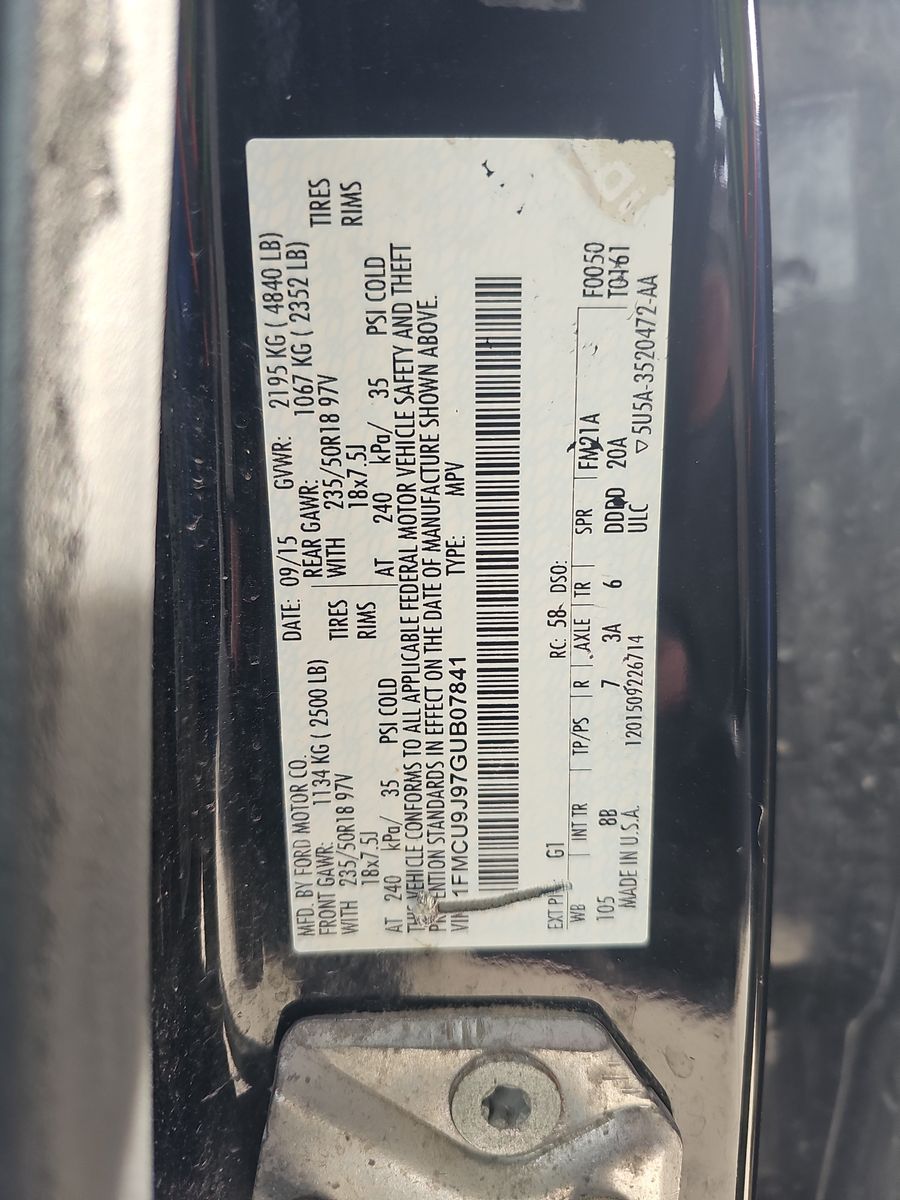 MFD. BY FORD MOTOR CO.
DATE: 09/15 GVWR: 2195 KG ( 4840 LB)
FRONT GAWR: 1134 KG ( 2500 LB)
REAR GAWR: 1067 KG ( 2352 LB)
WITH 235/50R18 97V TIRES
WITH 235/50R18 97V TIRES
18x7.5J RIMS
18x7.5J RIMS
AT 240 kPa/ 35 PSI COLD
AT 240 kPa/ 35 PSI COLD
THIS VEHICLE CONFORMS TO ALL APPLICABLE FEDERAL MOTOR VEHICLE SAFETY AND THEFT
PREVENTION STANDARDS IN EFFECT ON THE DATE OF MANUFACTURE SHOWN ABOVE.
VIN: 1FMCU9J97GUB07841 TYPE: MPV
EXT PNT: G1 RC: 58 DSO: F0050
WB INT TR TP/PS R AXLE TR SPR FM21A T0161
105 8B 7 3A 6 DDDD 20A
ULC
MADE IN U.S.A. 1201509226714 ▽5U5A-3520472-AA